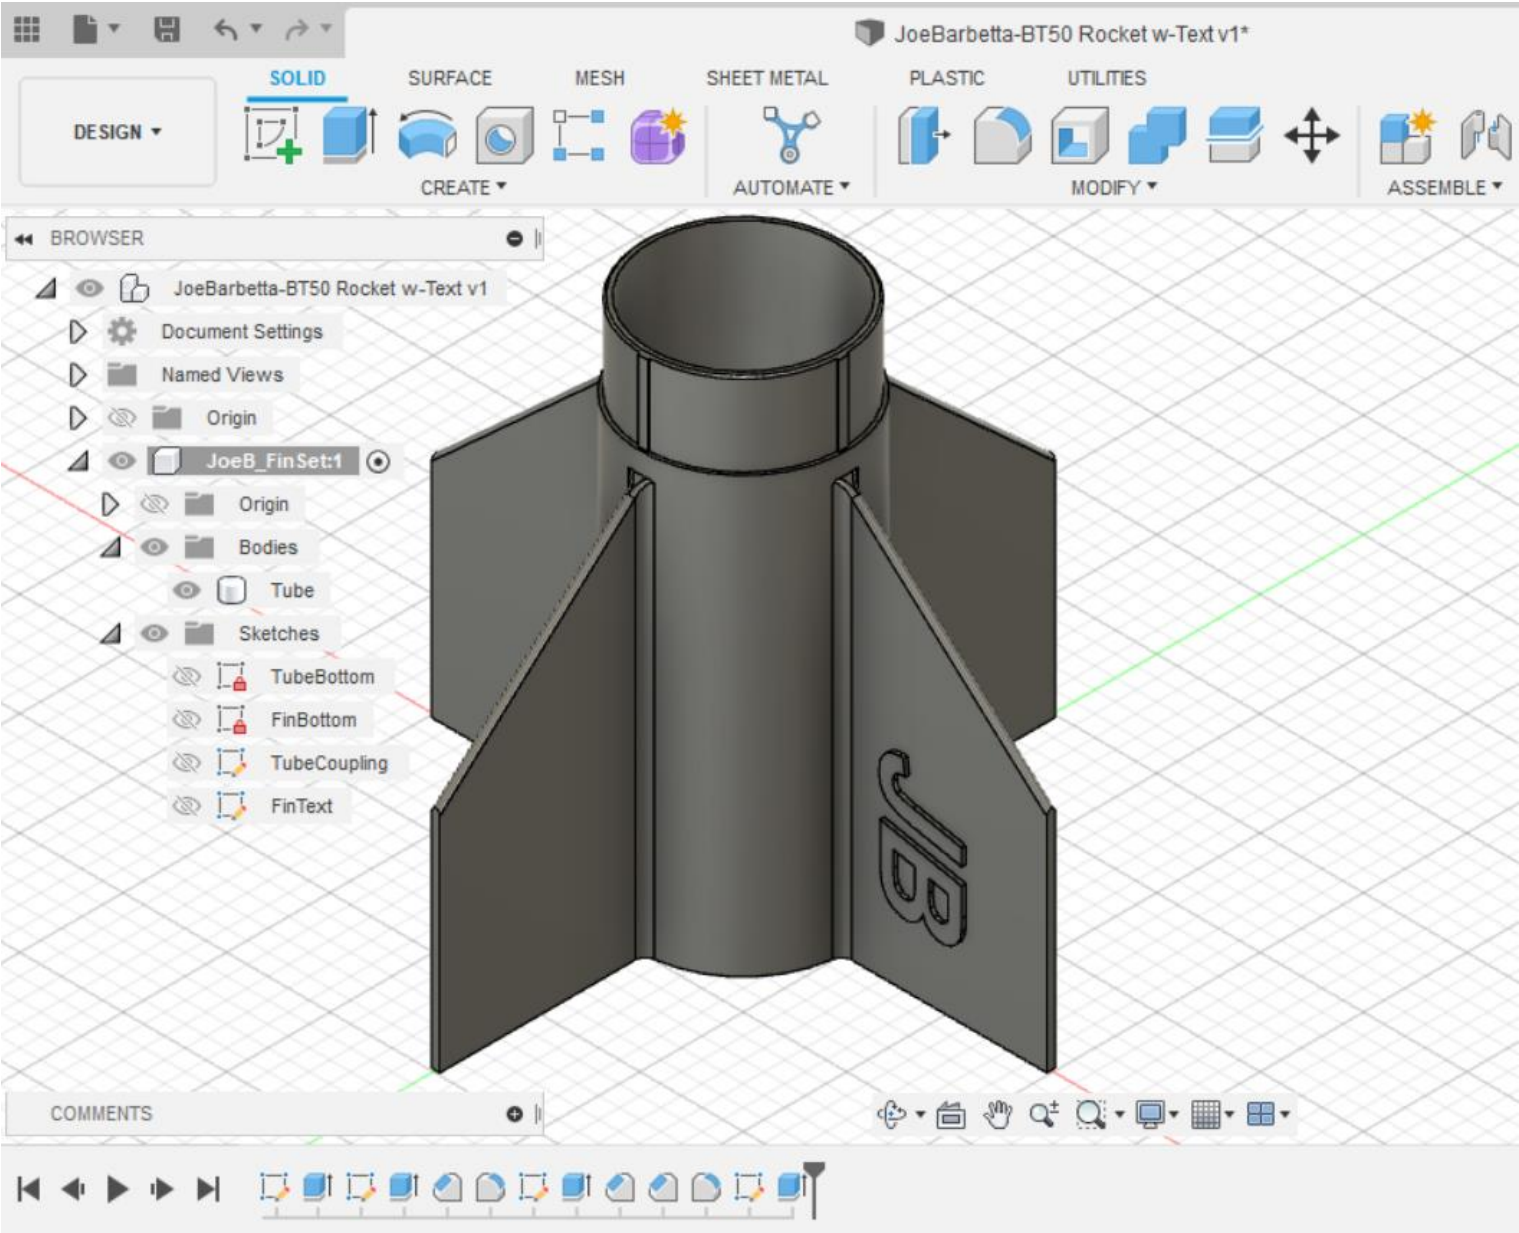 JoeBarbetta-BT50 Rocket w-Text v1*
SOLID SURFACE MESH SHEET METAL PLASTIC UTILITIES
DESIGN
CREATE AUTOMATE MODIFY ASSEMBLE
BROWSER
JoeBarbetta-BT50 Rocket w-Text v1
Document Settings
Named Views
Origin
JoeB_FinSet:1
Origin
Bodies
Tube
Sketches
TubeBottom
FinBottom
TubeCoupling
FinText
JB
COMMENTS